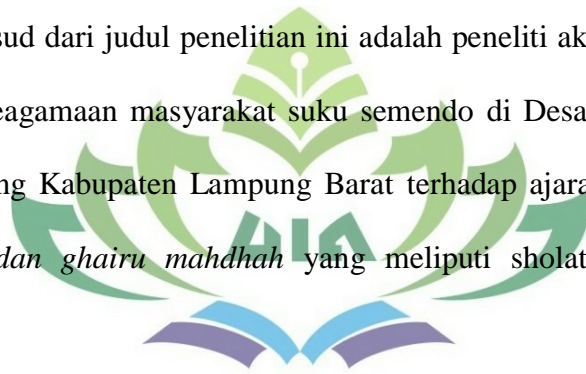 sud dari judul penelitian ini adalah peneliti ak
eagamaan masyarakat suku semendo di Desa
ng Kabupaten Lampung Barat terhadap ajara
dan ghairu mahdhah yang meliputi sholat